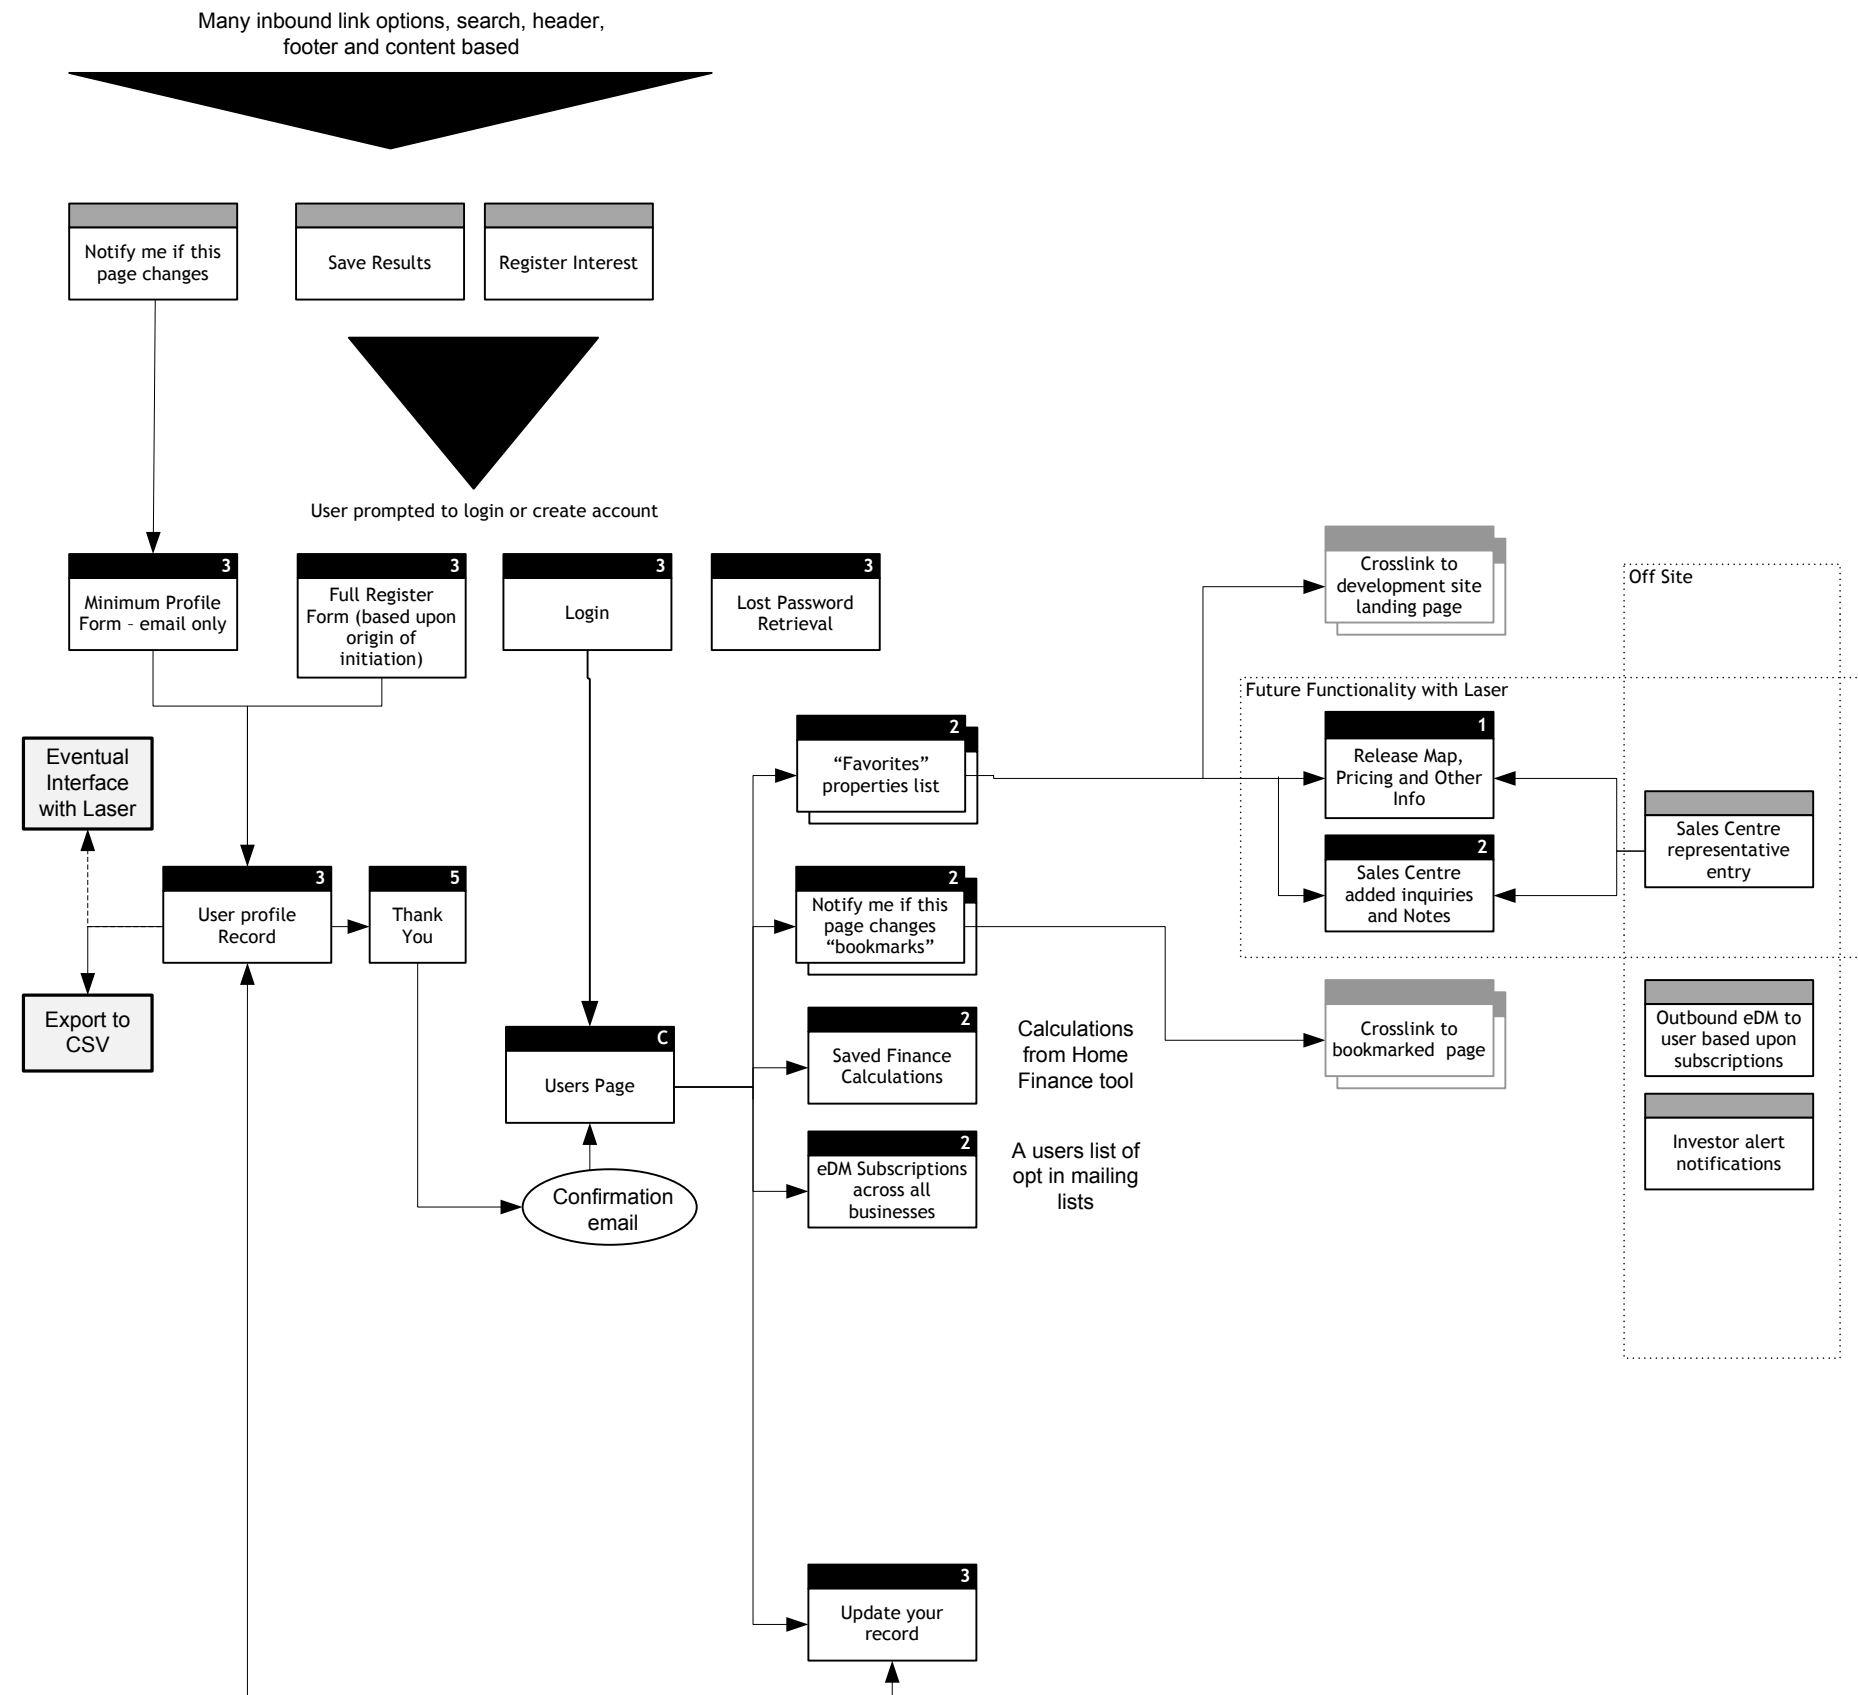 Many inbound link options, search, header,
footer and content based
Notify me if this
page changes
Save Results
Register Interest
User prompted to login or create account
3
Minimum Profile
Form – email only
3
Full Register
Form (based upon
origin of
initiation)
3
Login
3
Lost Password
Retrieval
Crosslink to
development site
landing page
Off Site
Future Functionality with Laser
1
Release Map,
Pricing and Other
Info
2
Sales Centre
added inquiries
and Notes
Sales Centre
representative
entry
Eventual
Interface
with Laser
3
User profile
Record
5
Thank
You
Export to
CSV
2
“Favorites”
properties list
2
Notify me if this
page changes
“bookmarks”
C
Users Page
2
Saved Finance
Calculations
Calculations
from Home
Finance tool
Crosslink to
bookmarked page
Outbound eDM to
user based upon
subscriptions
Investor alert
notifications
2
eDM Subscriptions
across all
businesses
A users list of
opt in mailing
lists
Confirmation
email
3
Update your
record